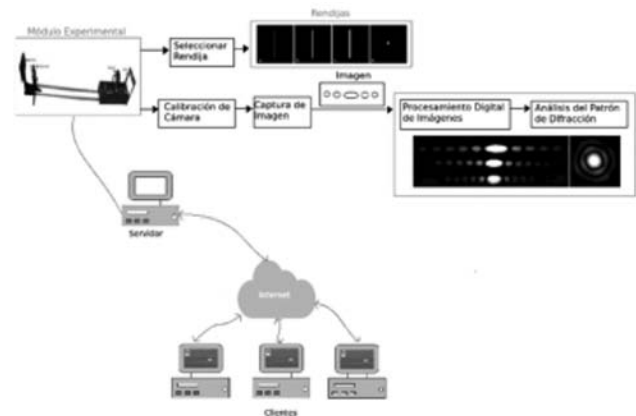 Rendijas
Módulo Experimental
Seleccionar
Rendija
Imagen
Calibración de
Cámara
Captura de
Imagen
Procesamiento Digital
de Imágenes
Análisis del Patrón
de Difracción
Servidor
Internet
Clientes